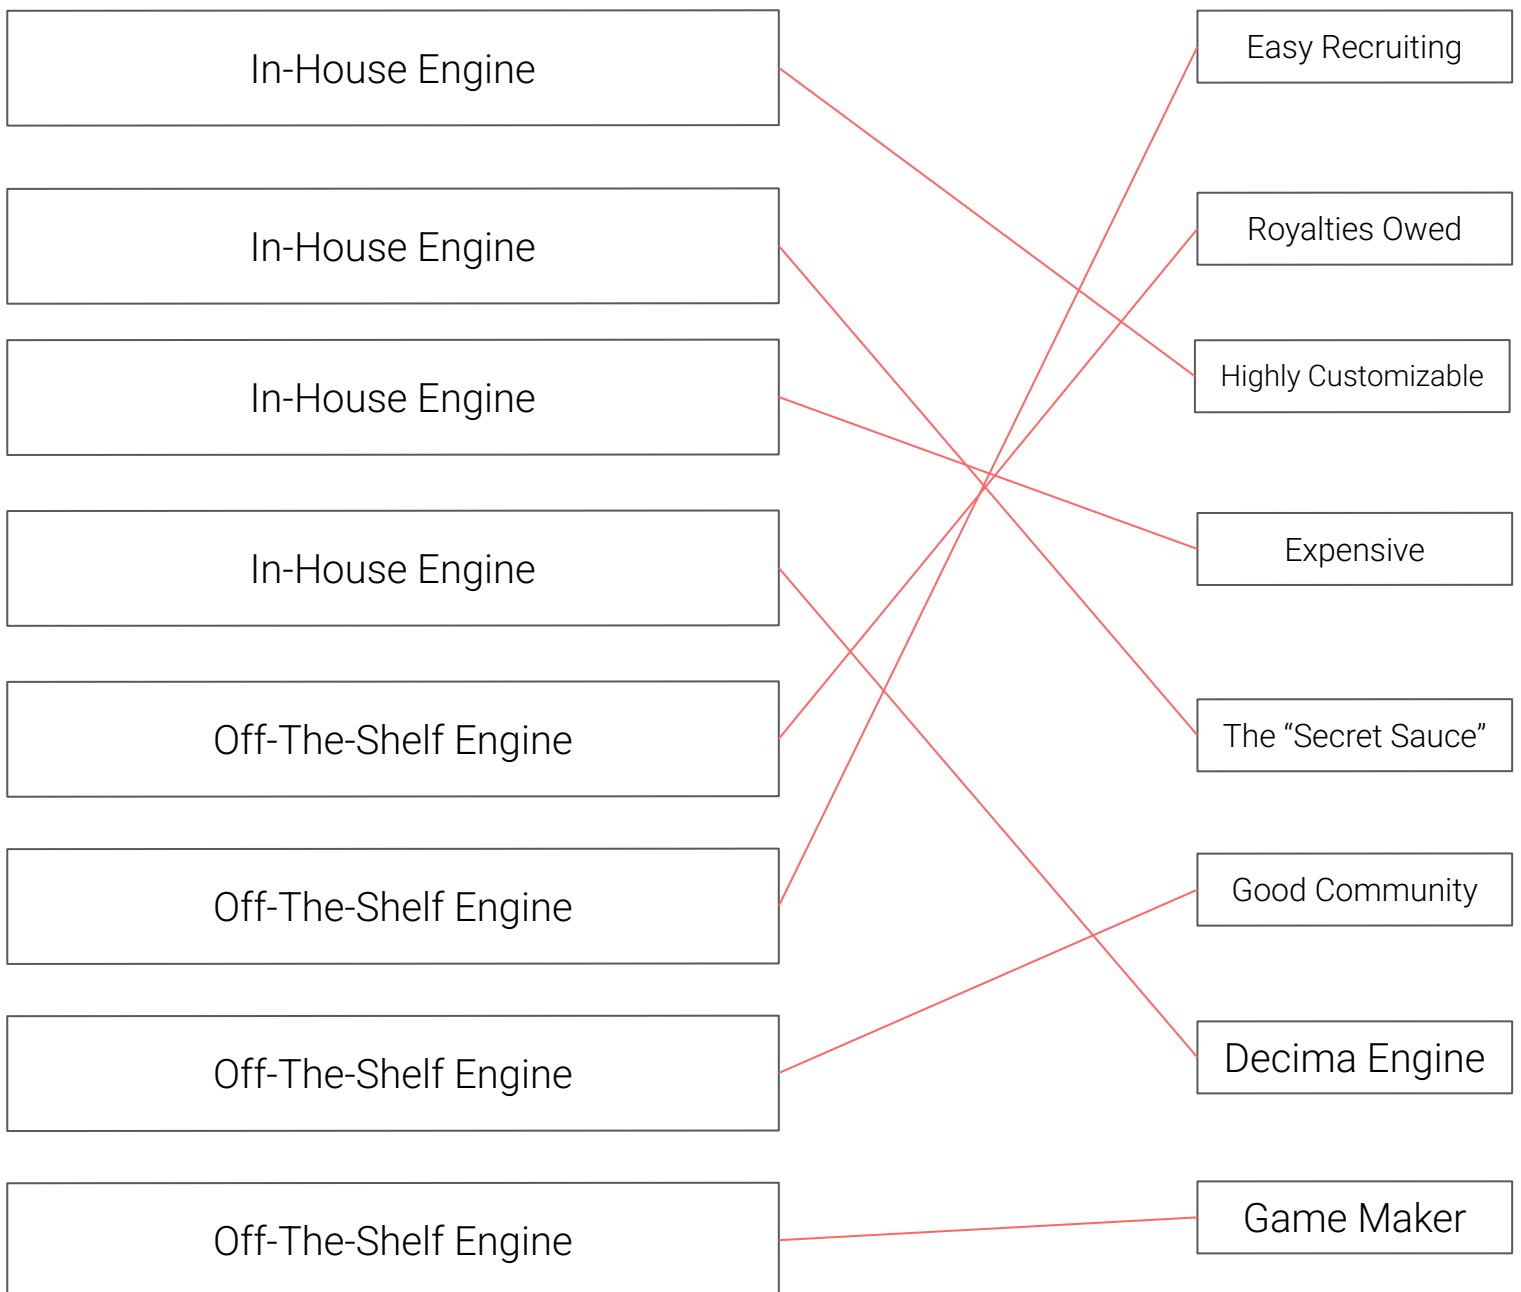 In-House Engine
In-House Engine
In-House Engine
In-House Engine
Off-The-Shelf Engine
Off-The-Shelf Engine
Off-The-Shelf Engine
Off-The-Shelf Engine
Easy Recruiting
Royalties Owed
Highly Customizable
Expensive
The “Secret Sauce”
Good Community
Decima Engine
Game Maker